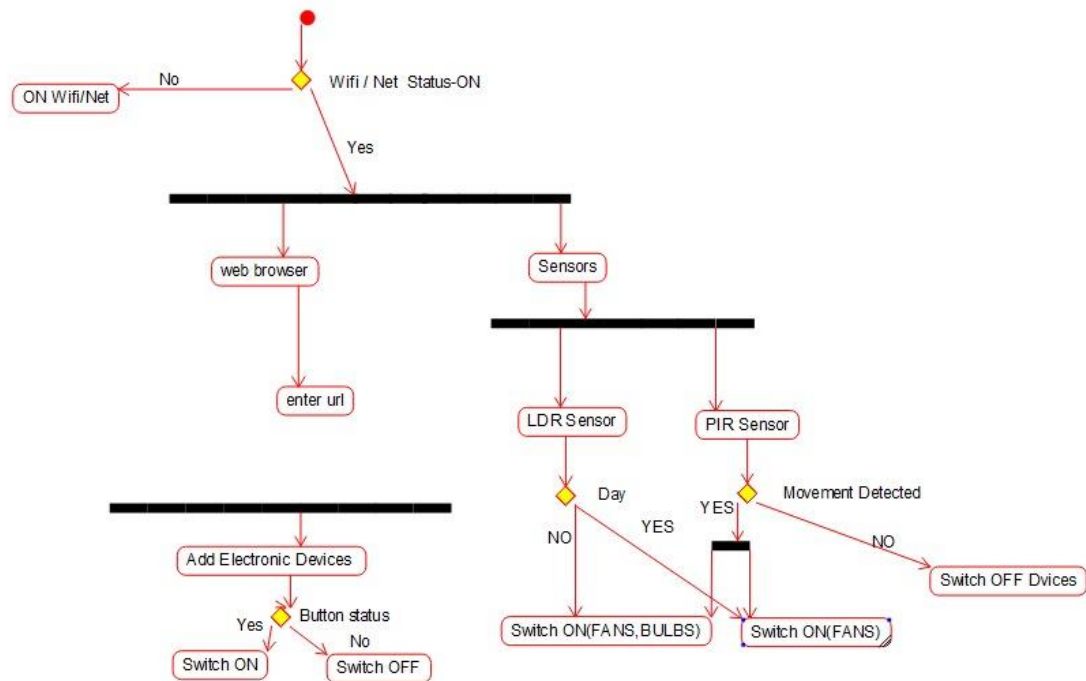 Wifi / Net Status-ON
No
ON Wifi/Net
Yes
web browser
Sensors
enter url
LDR Sensor
PIR Sensor
Day
Movement Detected
YES
YES
NO
NO
Add Electronic Devices
Switch OFF Dvices
Button status
Yes
No
Switch ON(FANS,BULBS)
Switch ON(FANS)
Switch ON
Switch OFF